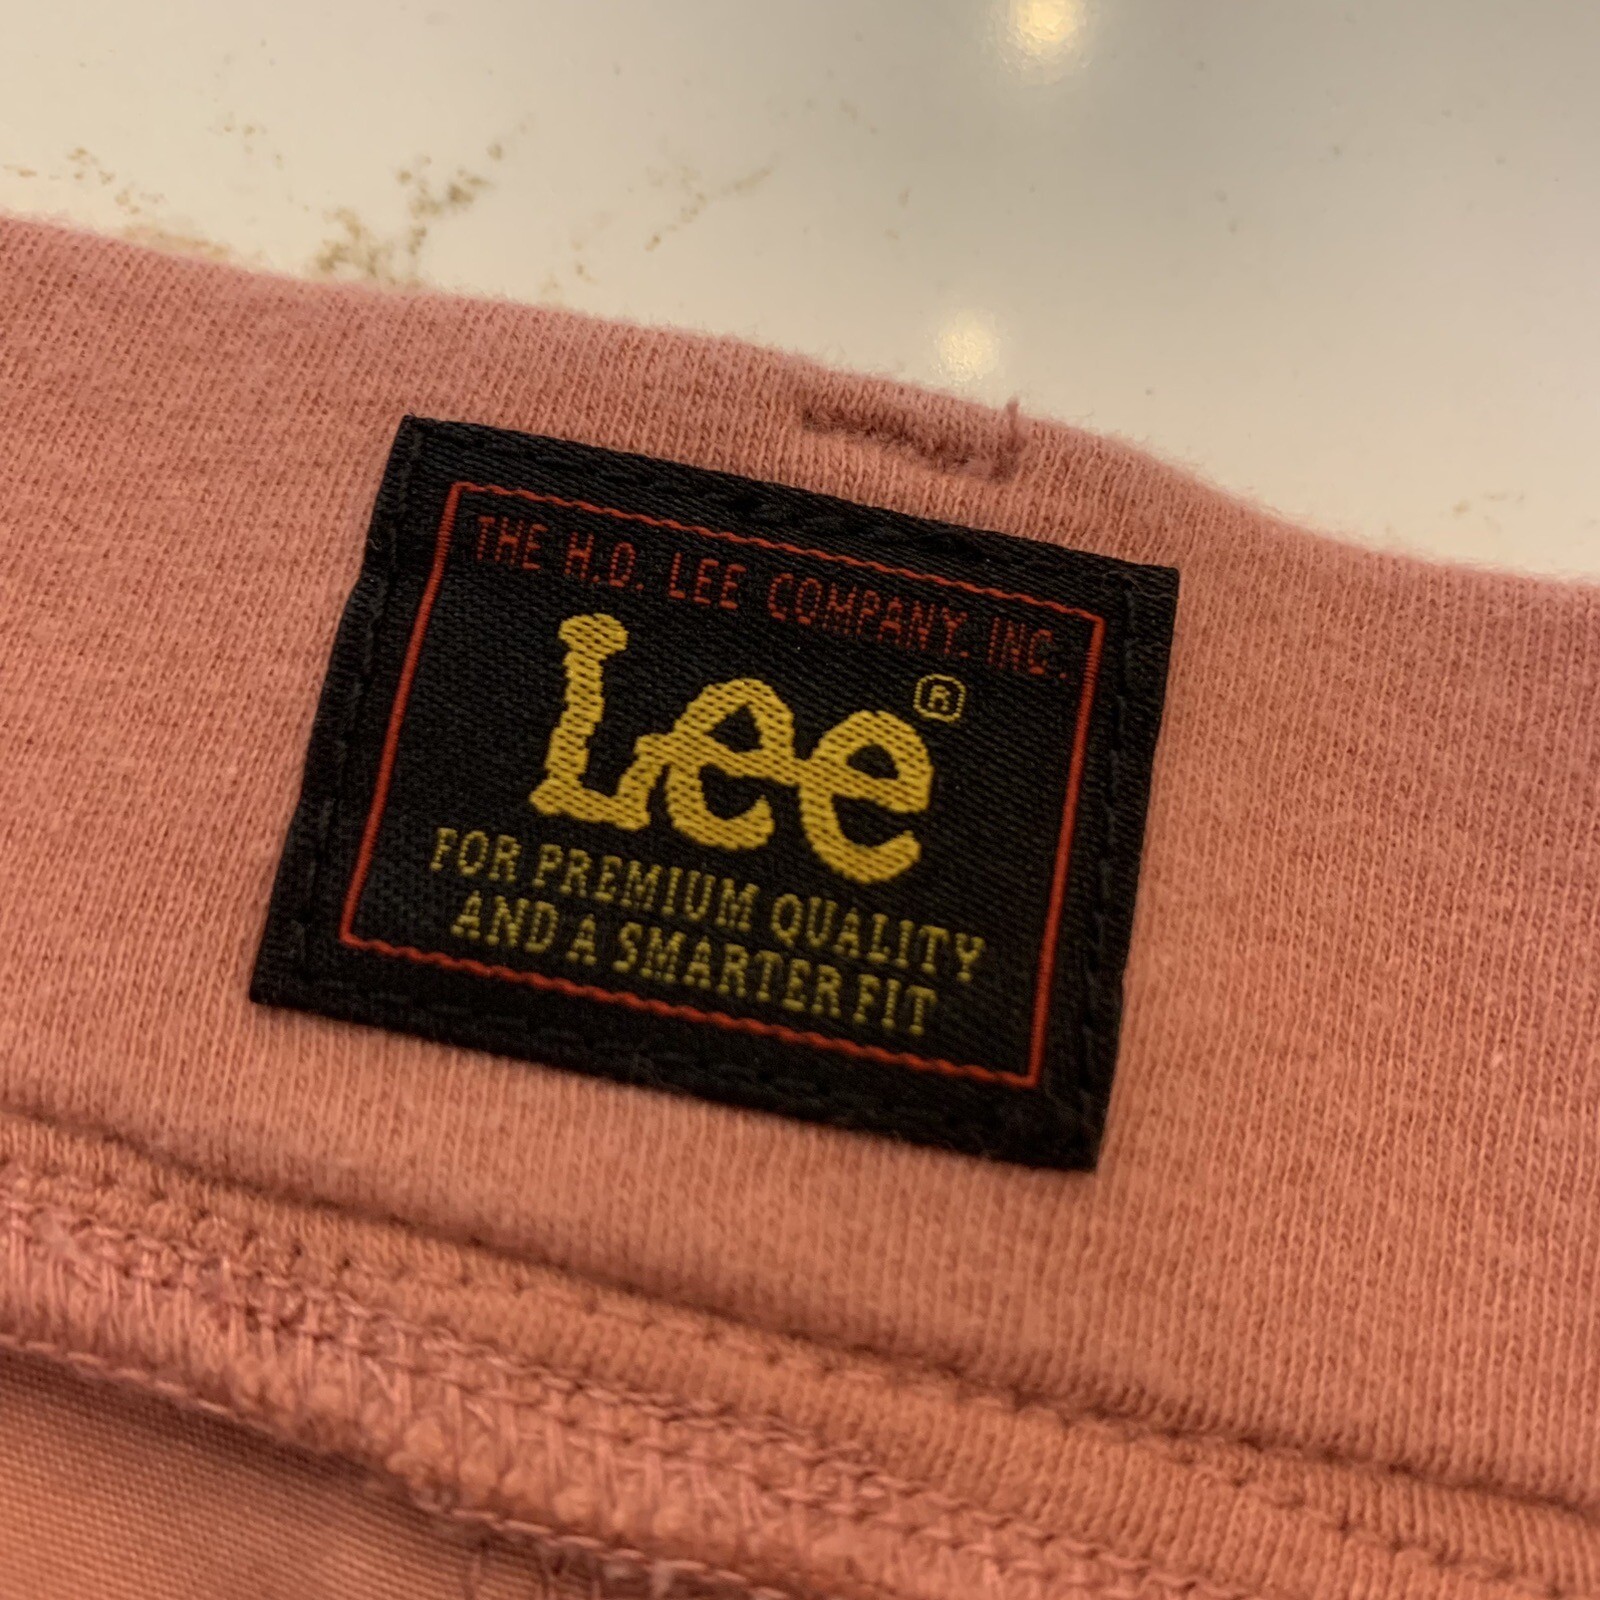 THE H.D. LEE COMPANY, INC.
Lee®
FOR PREMIUM QUALITY
AND A SMARTER FIT